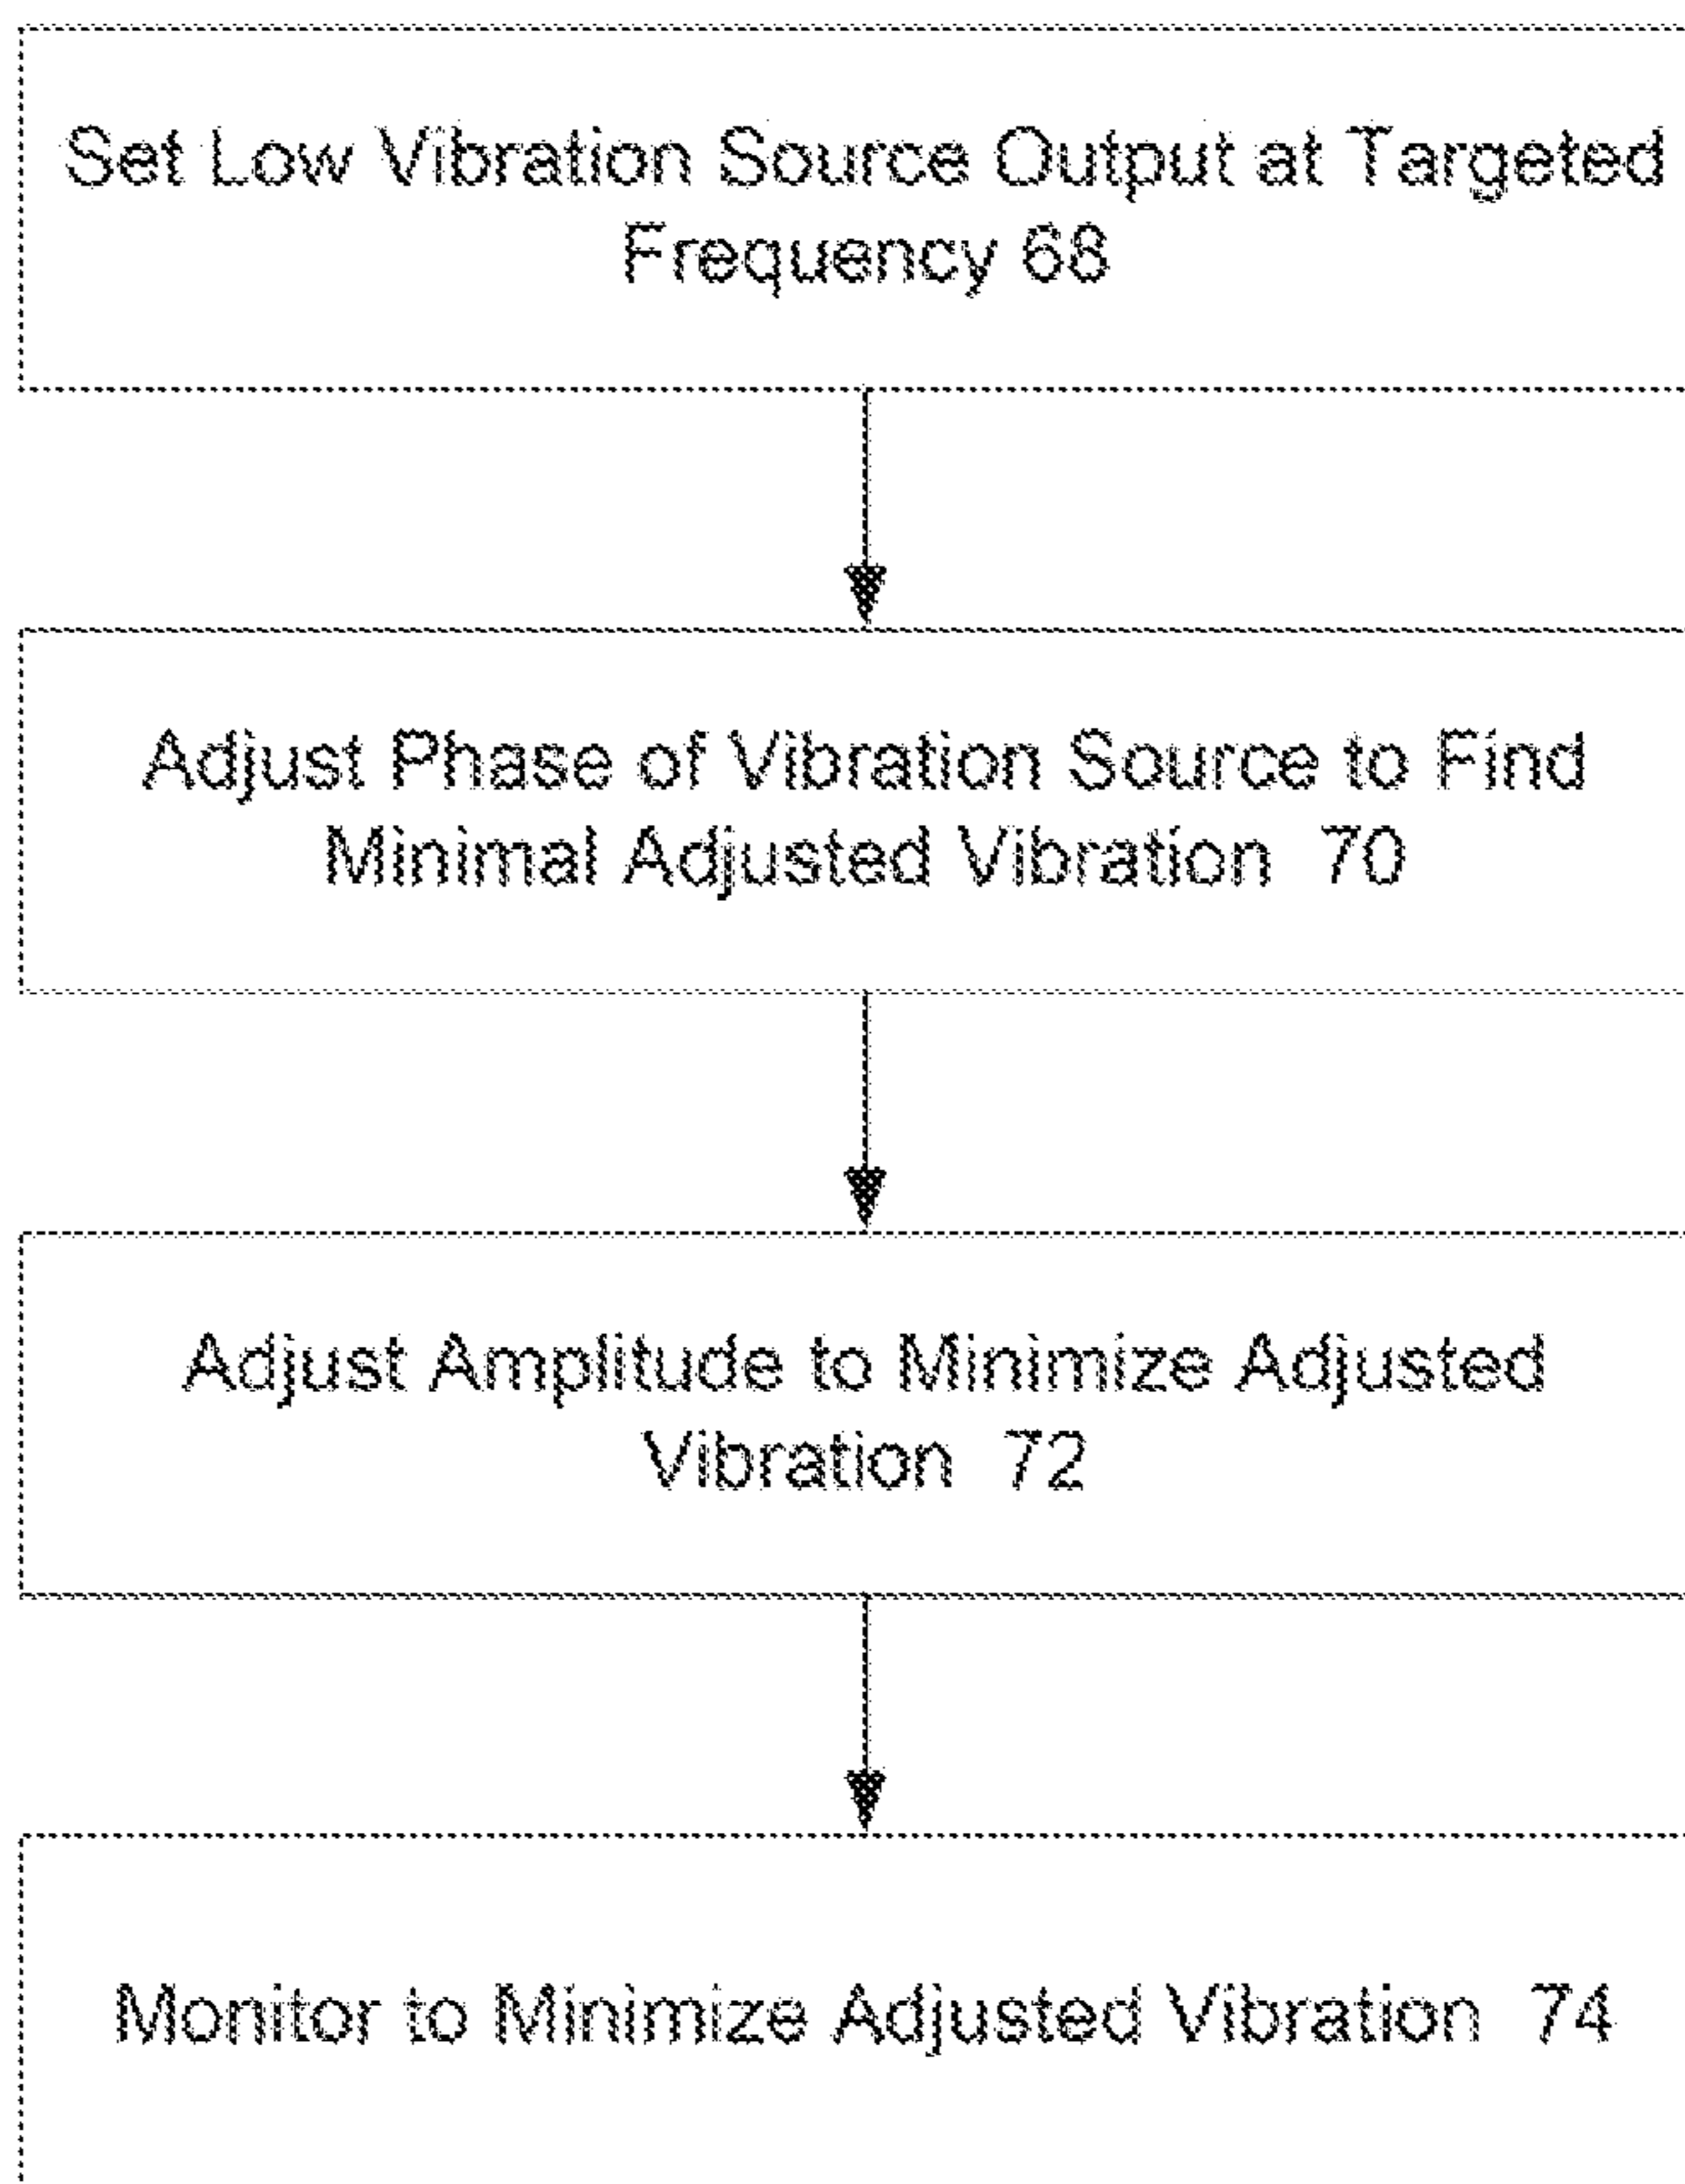 Set Low Vibration Source Output at Targeted
Frequency 68
Adjust Phase of Vibration Source to Find
Minimal Adjusted Vibration 70
Adjust Amplitude to Minimize Adjusted
Vibration 72
Monitor to Minimize Adjusted Vibration 74